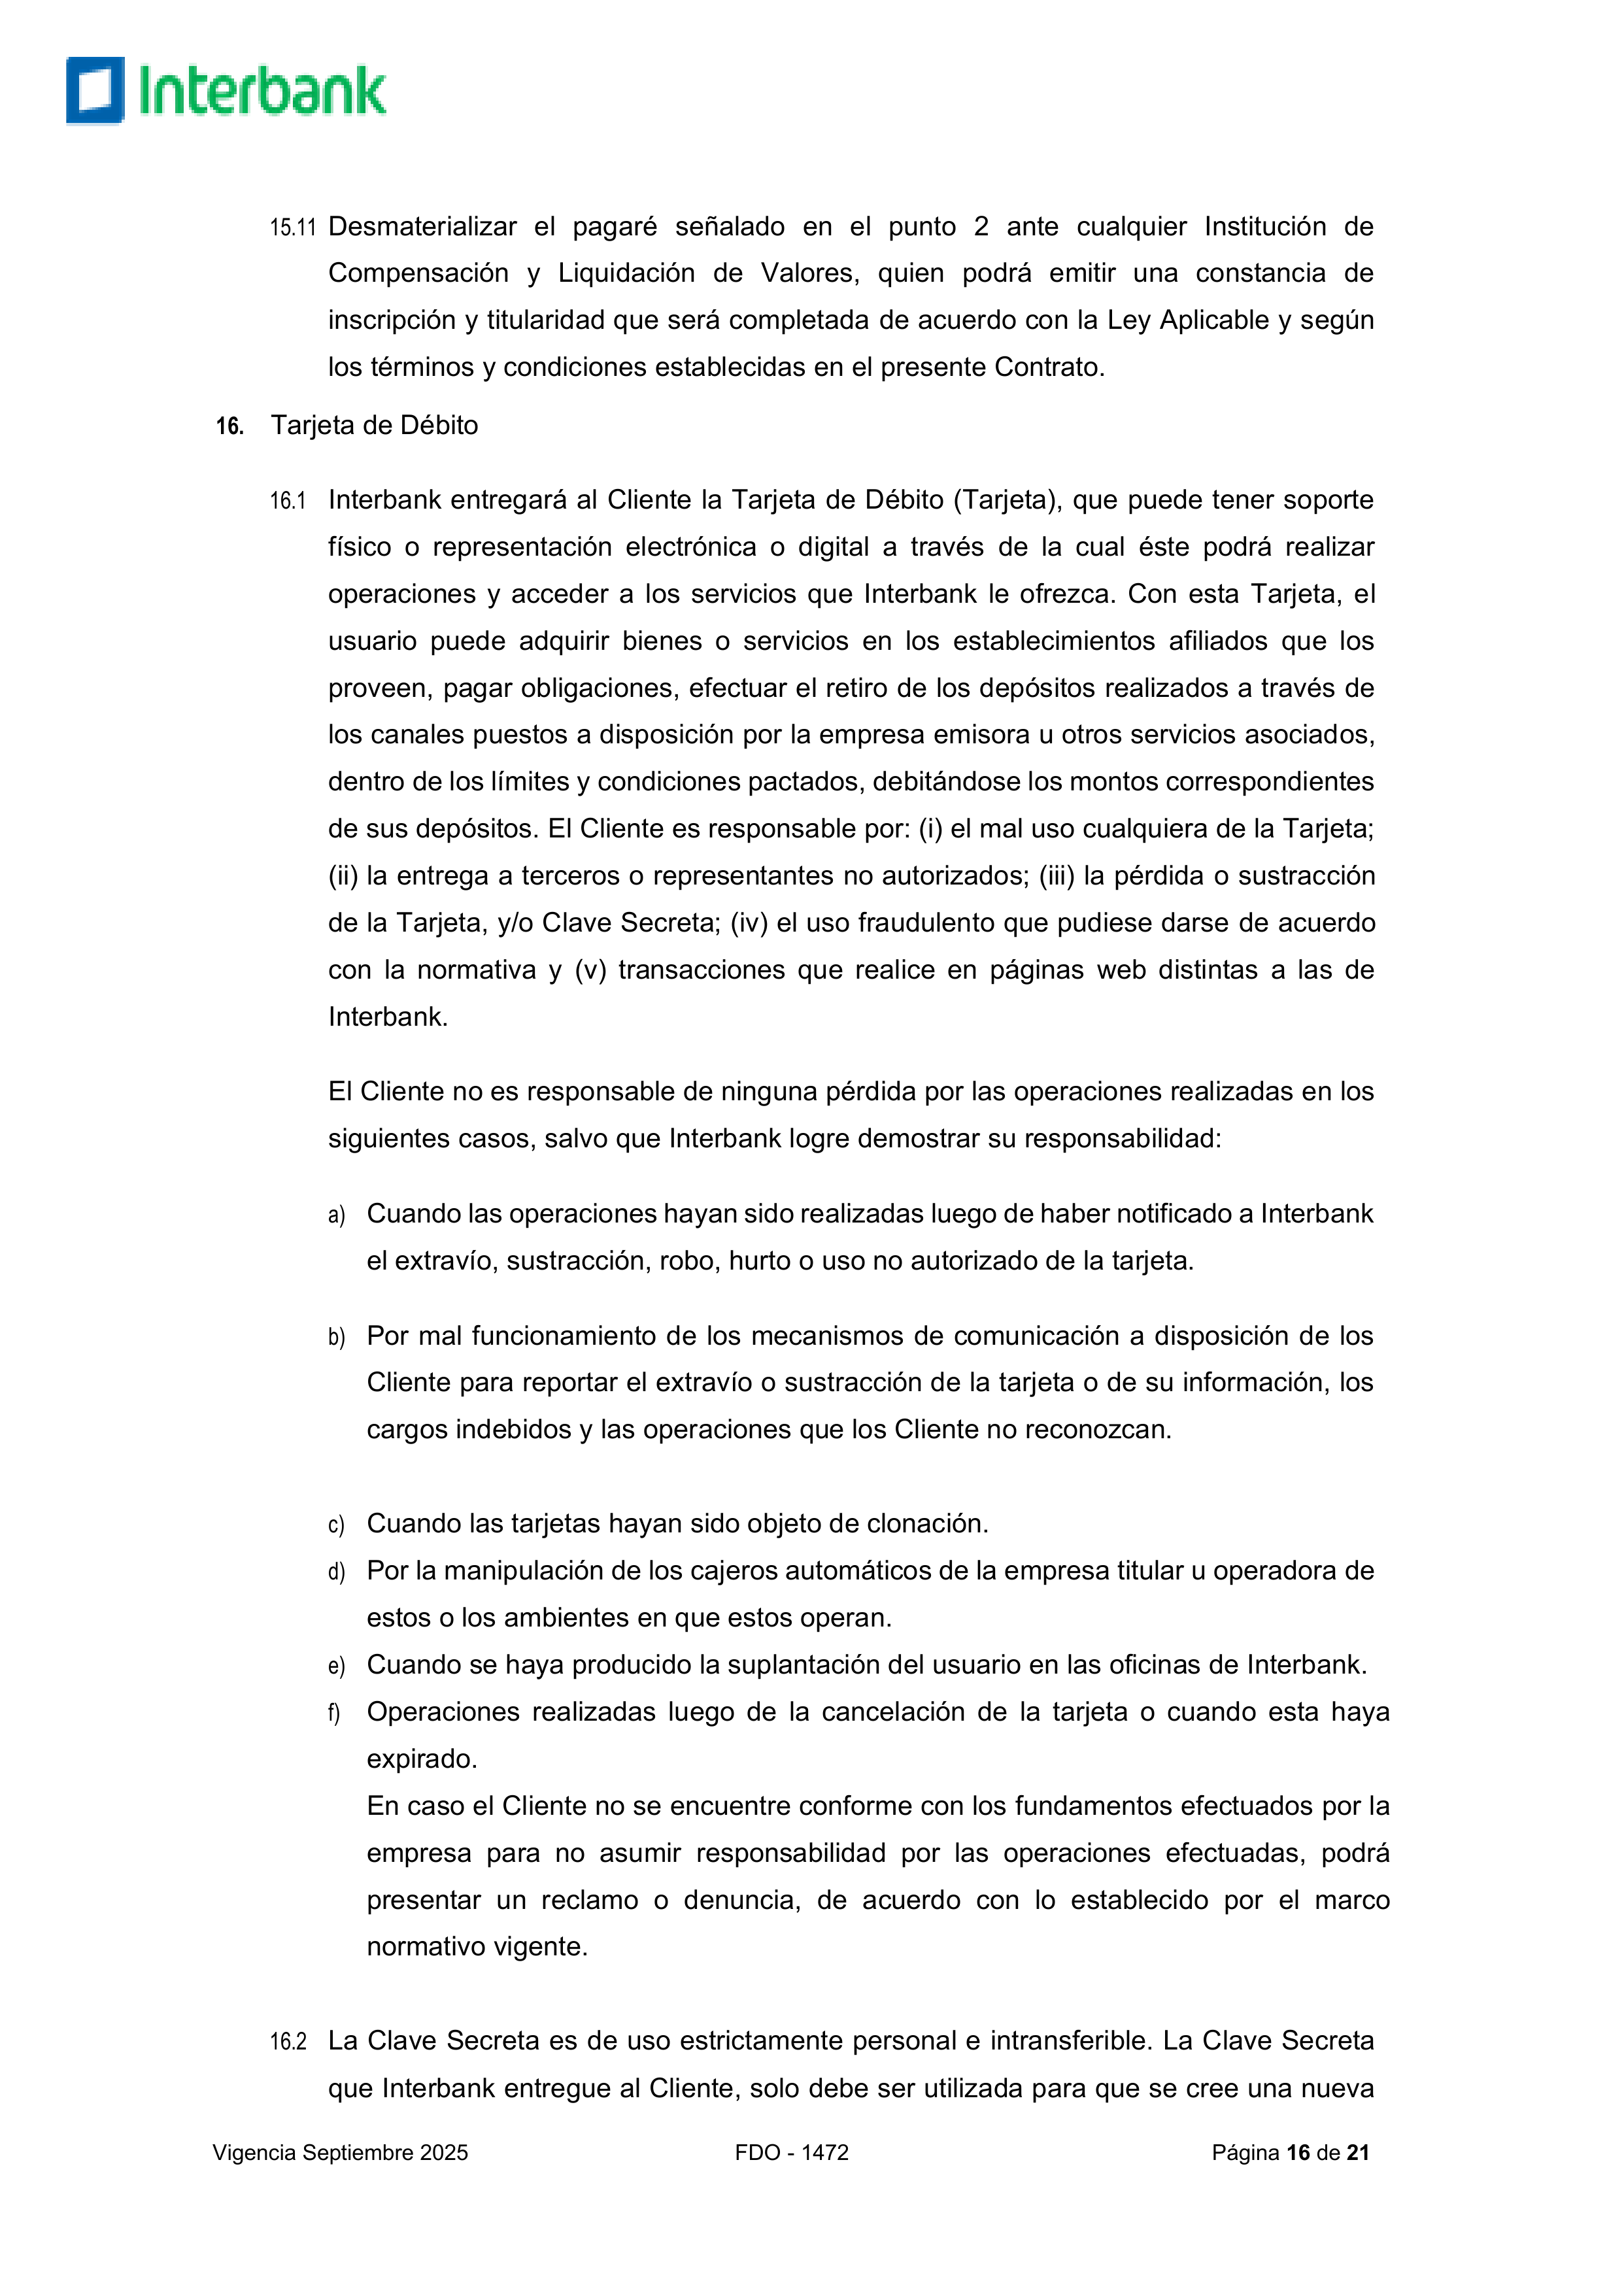 Interbank
15.11 Desmaterializar el pagaré señalado en el punto 2 ante cualquier Institución de
Compensación y Liquidación de Valores, quien podrá emitir una constancia de
inscripción y titularidad que será completada de acuerdo con la Ley Aplicable y según
los términos y condiciones establecidas en el presente Contrato.
16. Tarjeta de Débito
16.1 Interbank entregará al Cliente la Tarjeta de Débito (Tarjeta), que puede tener soporte
físico o representación electrónica o digital a través de la cual éste podrá realizar
operaciones y acceder a los servicios que Interbank le ofrezca. Con esta Tarjeta, el
usuario puede adquirir bienes o servicios en los establecimientos afiliados que los
proveen, pagar obligaciones, efectuar el retiro de los depósitos realizados a través de
los canales puestos a disposición por la empresa emisora u otros servicios asociados,
dentro de los límites y condiciones pactados, debitándose los montos correspondientes
de sus depósitos. El Cliente es responsable por: (i) el mal uso cualquiera de la Tarjeta;
(ii) la entrega a terceros o representantes no autorizados; (iii) la pérdida o sustracción
de la Tarjeta, y/o Clave Secreta; (iv) el uso fraudulento que pudiese darse de acuerdo
con la normativa y (v) transacciones que realice en páginas web distintas a las de
Interbank.
El Cliente no es responsable de ninguna pérdida por las operaciones realizadas en los
siguientes casos, salvo que Interbank logre demostrar su responsabilidad:
a) Cuando las operaciones hayan sido realizadas luego de haber notificado a Interbank
el extravío, sustracción, robo, hurto o uso no autorizado de la tarjeta.
b) Por mal funcionamiento de los mecanismos de comunicación a disposición de los
Cliente para reportar el extravío o sustracción de la tarjeta o de su información, los
cargos indebidos y las operaciones que los Cliente no reconozcan.
c) Cuando las tarjetas hayan sido objeto de clonación.
d) Por la manipulación de los cajeros automáticos de la empresa titular u operadora de
estos o los ambientes en que estos operan.
e) Cuando se haya producido la suplantación del usuario en las oficinas de Interbank.
f) Operaciones realizadas luego de la cancelación de la tarjeta o cuando esta haya
expirado.
En caso el Cliente no se encuentre conforme con los fundamentos efectuados por la
empresa para no asumir responsabilidad por las operaciones efectuadas, podrá
presentar un reclamo o denuncia, de acuerdo con lo establecido por el marco
normativo vigente.
16.2 La Clave Secreta es de uso estrictamente personal e intransferible. La Clave Secreta
que Interbank entregue al Cliente, solo debe ser utilizada para que se cree una nueva
Vigencia Septiembre 2025 FDO - 1472 Página 16 de 21